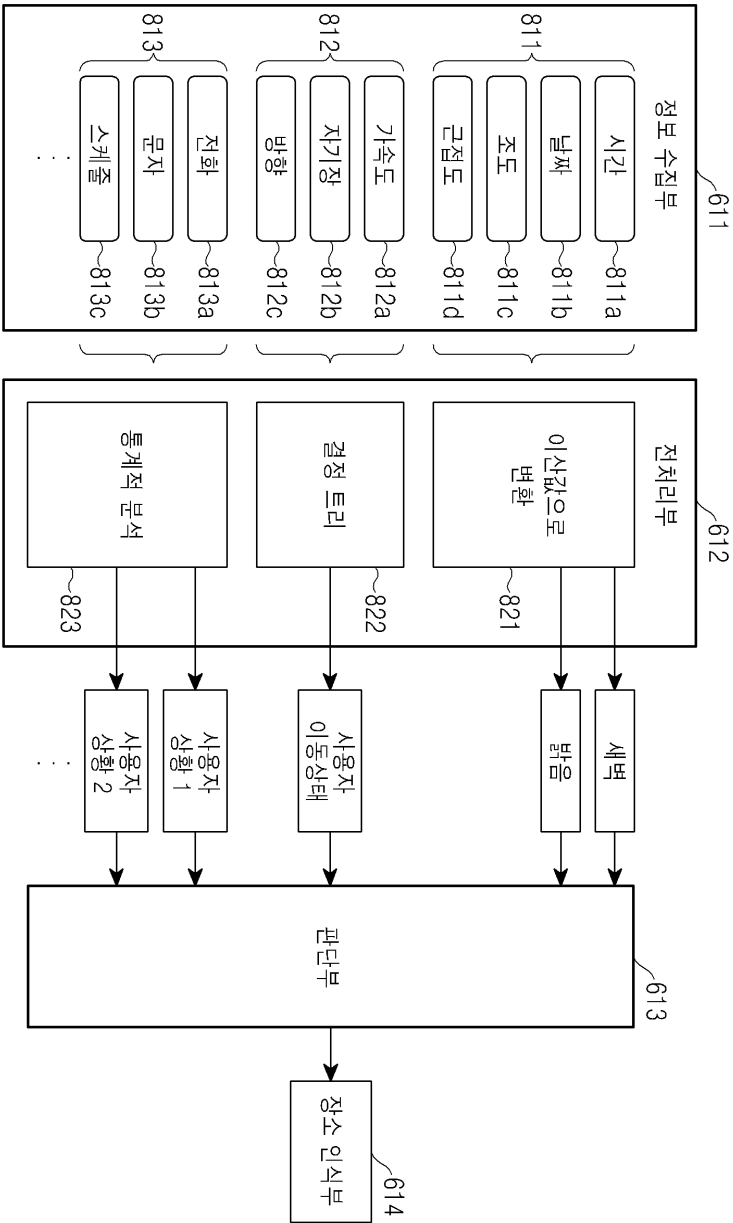 정보 수집부
611
811
시간
811a
날짜
811b
조도
811c
근접도
811d
812
가속도
812a
자기장
812b
방향
812c
813
전화
813a
문자
813b
스케줄
813c
. . .
전처리부
612
이산값으로
변환
821
결정 트리
822
통계적 분석
823
새벽
밝음
사용자
이동상태
사용자
상황 1
사용자
상황 2
. . .
판단부
613
장소 인식부
614